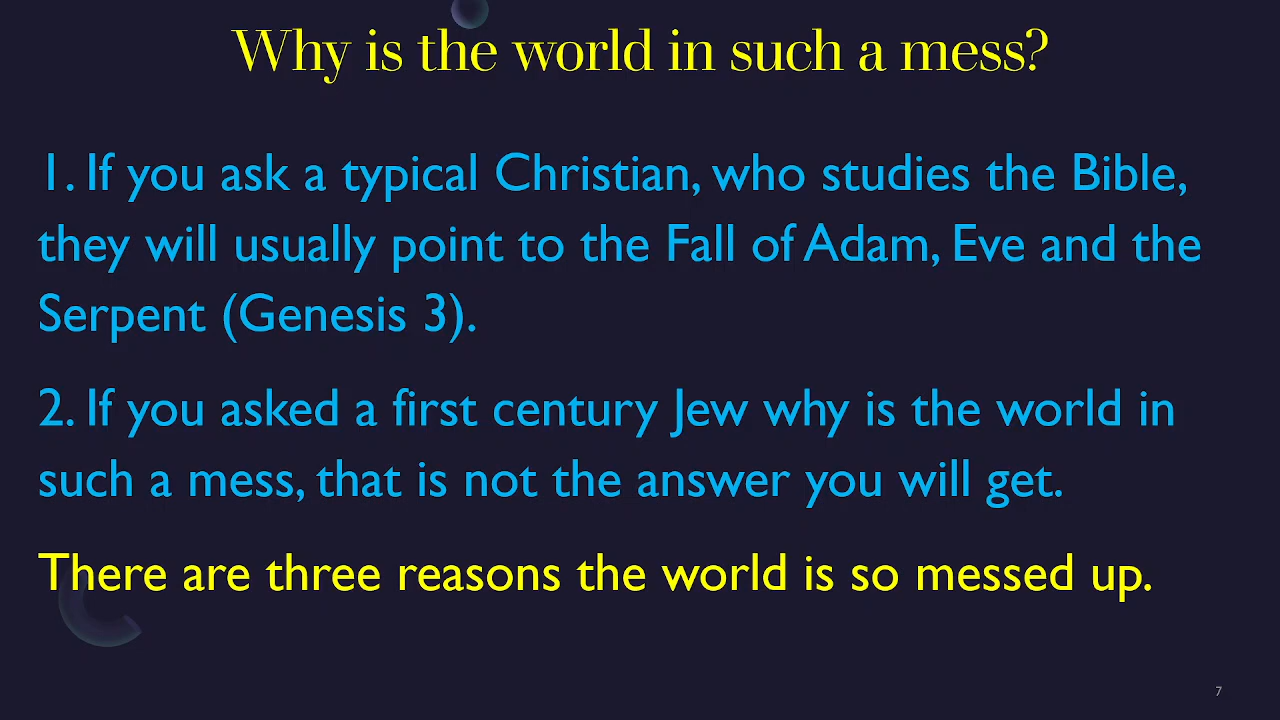 Why is the world in such a mess?
1. If you ask a typical Christian, who studies the Bible,
they will usually point to the Fall of Adam, Eve and the
Serpent (Genesis 3).
2. If you asked a first century Jew why is the world in
such a mess, that is not the answer you will get.
There are three reasons the world is so messed up.
7